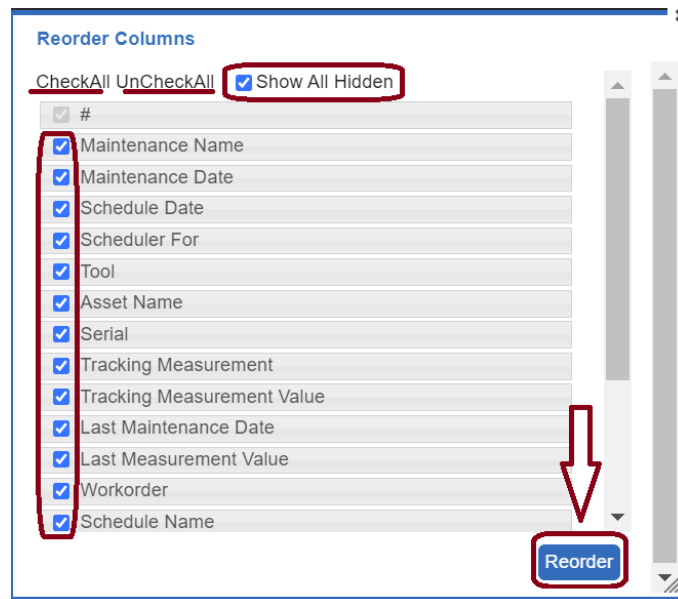 Reorder Columns
CheckAll UnCheckAll Show All Hidden
#
Maintenance Name
Maintenance Date
Schedule Date
Scheduler For
Tool
Asset Name
Serial
Tracking Measurement
Tracking Measurement Value
Last Maintenance Date
Last Measurement Value
Workorder
Schedule Name
Reorder